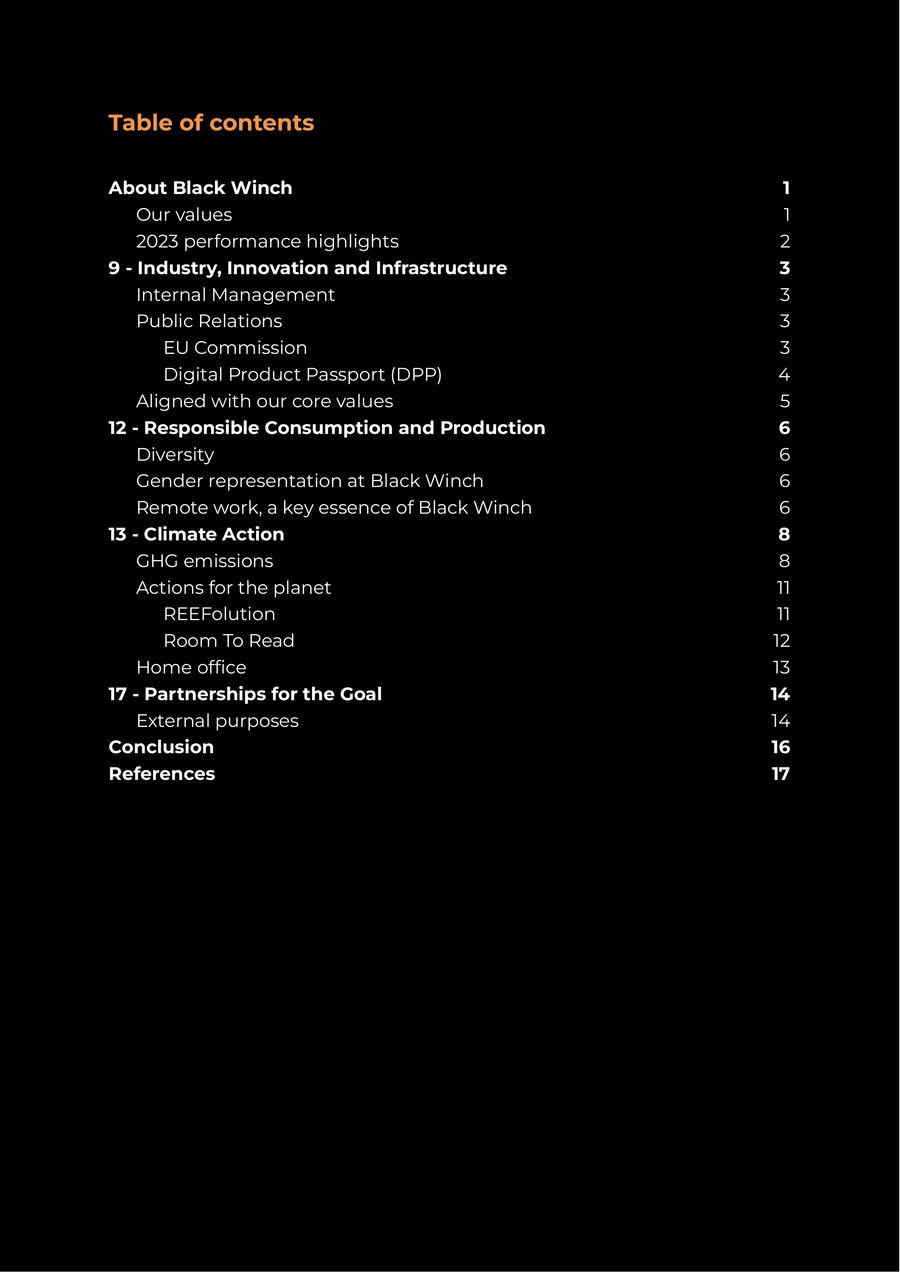 Table of contents
About Black Winch 1
Our values 1
2023 performance highlights 2
9 - Industry, Innovation and Infrastructure 3
Internal Management 3
Public Relations 3
EU Commission 3
Digital Product Passport (DPP) 4
Aligned with our core values 5
12 - Responsible Consumption and Production 6
Diversity 6
Gender representation at Black Winch 6
Remote work, a key essence of Black Winch 6
13 - Climate Action 8
GHG emissions 8
Actions for the planet 11
REEFolution 11
Room To Read 12
Home office 13
17 - Partnerships for the Goal 14
External purposes 14
Conclusion 16
References 17